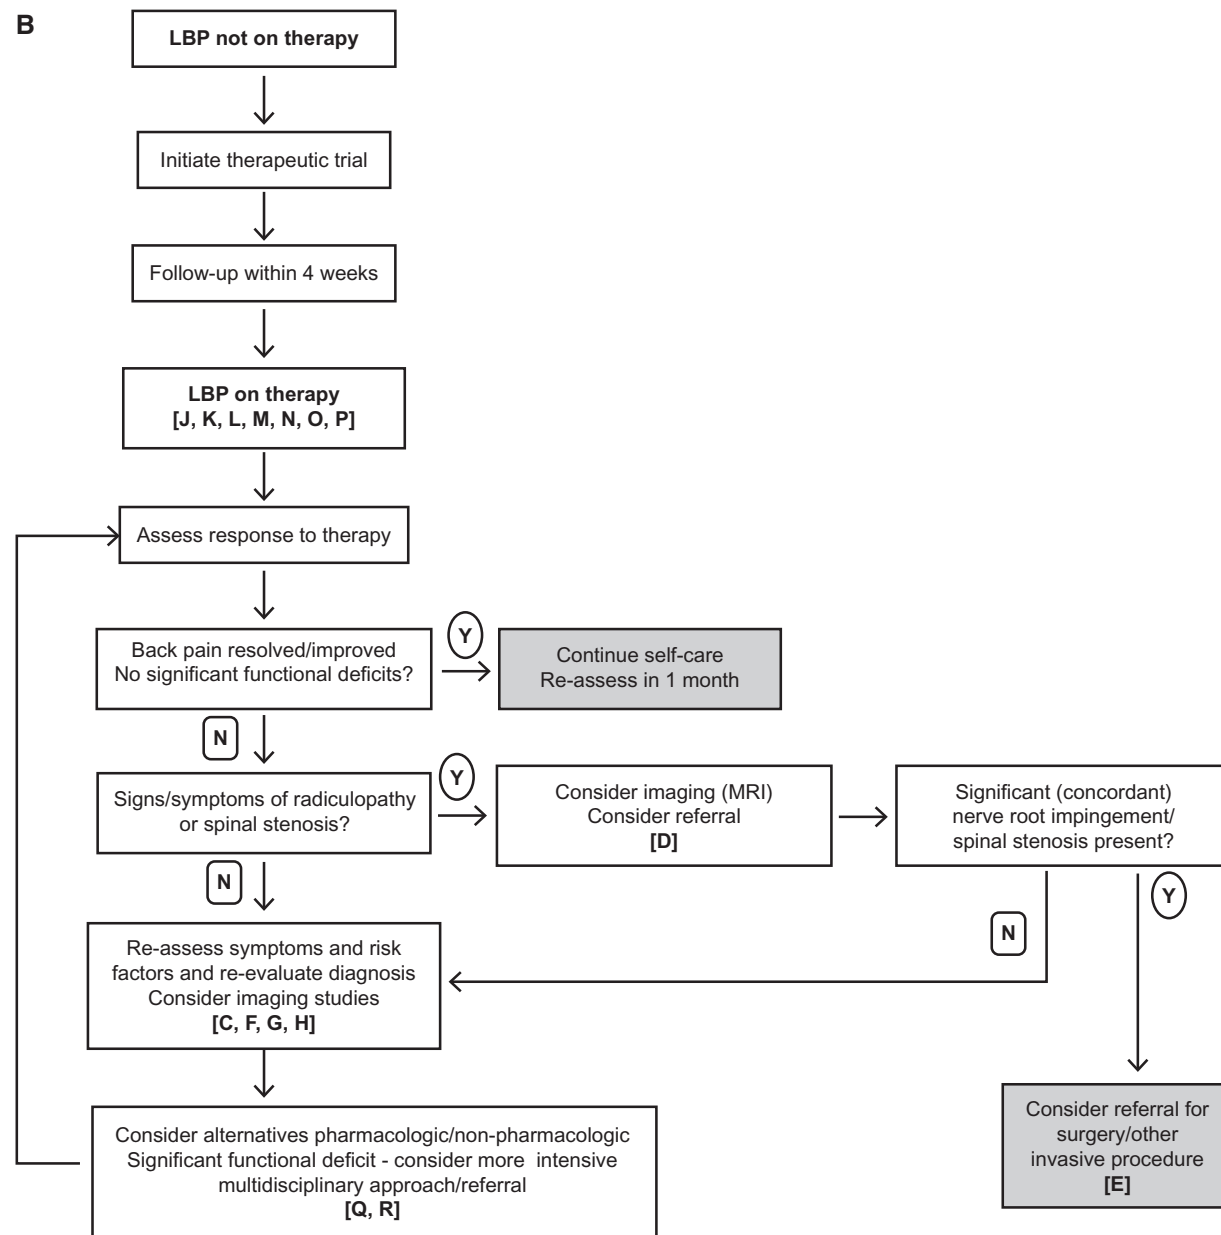 B
LBP not on therapy
Initiate therapeutic trial
Follow-up within 4 weeks
LBP on therapy
[J, K, L, M, N, O, P]
Assess response to therapy
Back pain resolved/improved
No significant functional deficits?
Y
Continue self-care
Re-assess in 1 month
N
Signs/symptoms of radiculopathy
or spinal stenosis?
Y
Consider imaging (MRI)
Consider referral
[D]
Significant (concordant)
nerve root impingement/
spinal stenosis present?
N
Y
N
Re-assess symptoms and risk
factors and re-evaluate diagnosis
Consider imaging studies
[C, F, G, H]
Consider alternatives pharmacologic/non-pharmacologic
Significant functional deficit - consider more intensive
multidisciplinary approach/referral
[Q, R]
Consider referral for
surgery/other
invasive procedure
[E]